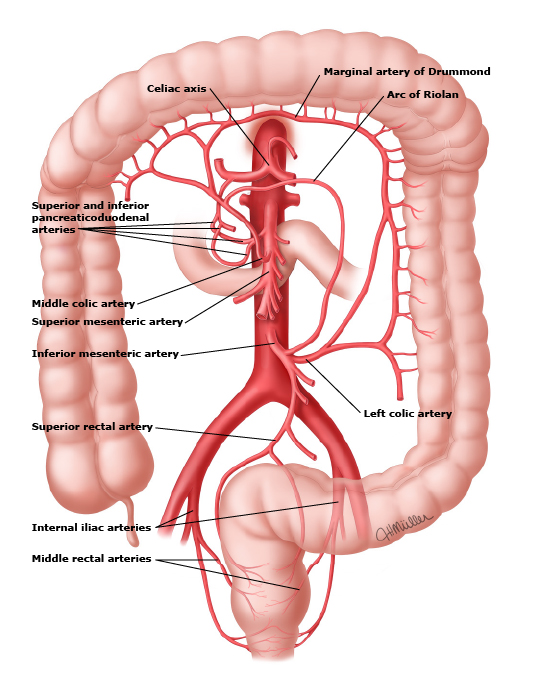 Marginal artery of Drummond
Celiac axis
Arc of Riolan
Superior and inferior
pancreaticoduodenal
arteries
Middle colic artery
Superior mesenteric artery
Inferior mesenteric artery
Left colic artery
Superior rectal artery
Internal iliac arteries
Middle rectal arteries
CHMüller